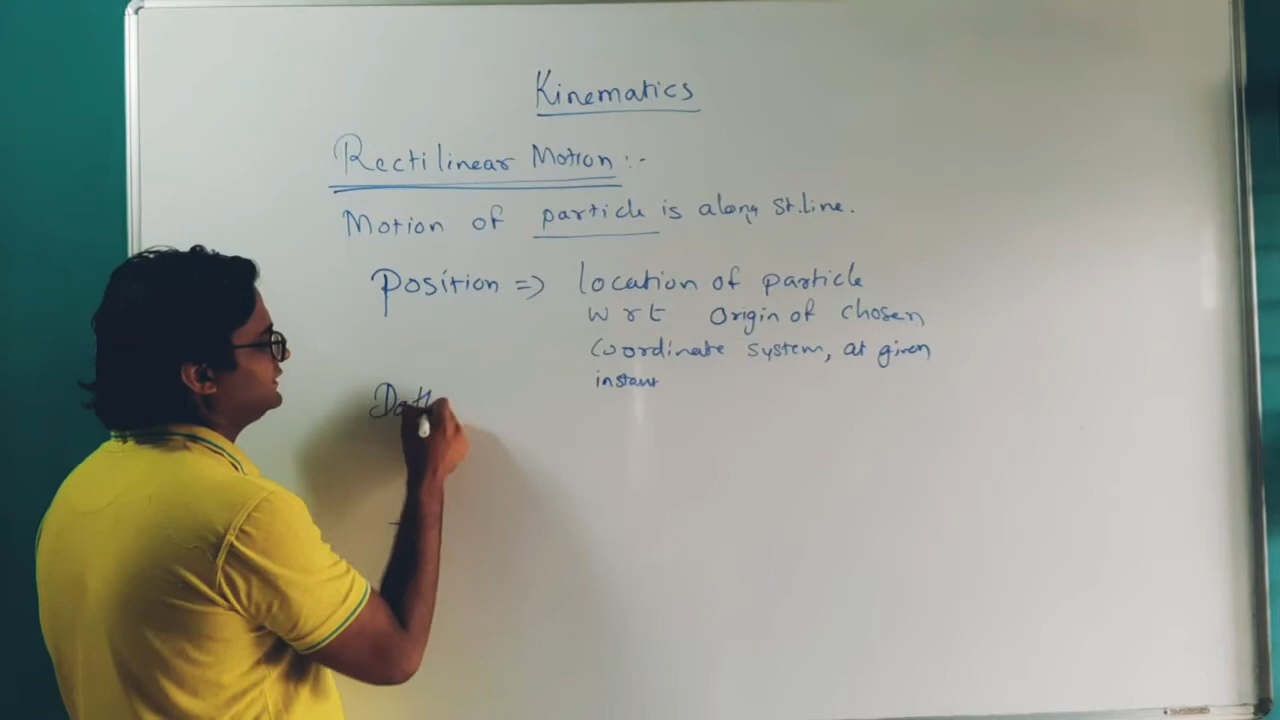 Kinematics
Rectilinear Motion :-
Motion of particle is along St.line.
Position => location of particle
w r t origin of chosen
coordinate system, at given
instant